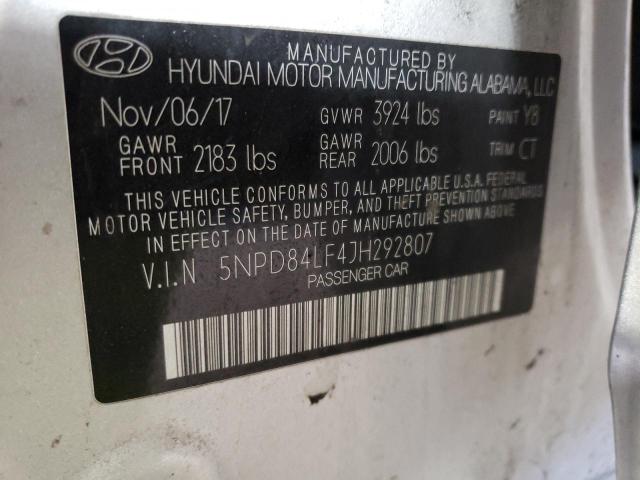 MANUFACTURED BY
HYUNDAI MOTOR MANUFACTURING ALABAMA, LLC
Nov/06/17 GVWR 3924 lbs PAINT Y8
GAWR FRONT 2183 lbs GAWR REAR 2006 lbs TRIM CT
THIS VEHICLE CONFORMS TO ALL APPLICABLE U.S.A. FEDERAL
MOTOR VEHICLE SAFETY, BUMPER, AND THEFT PREVENTION STANDARDS
IN EFFECT ON THE DATE OF MANUFACTURE SHOWN ABOVE.
V.I.N 5NPD84LF4JH292807
PASSENGER CAR